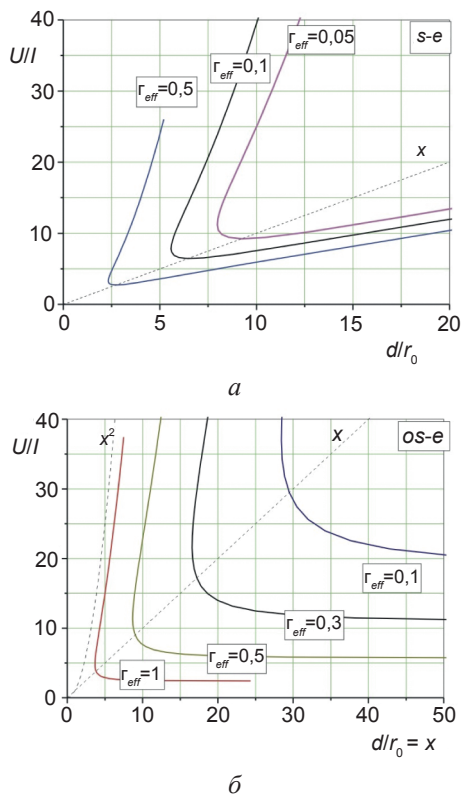 40
U/I
30
20
10
0
Γeff=0,5
Γeff=0,1
Γeff=0,05
s-e
x
0
5
10
15
20
d/r0
а
40
U/I
30
20
10
0
x²
x
os-e
Γeff=0,1
Γeff=0,3
Γeff=0,5
Γeff=1
0
10
20
30
40
50
d/r0 = x
б